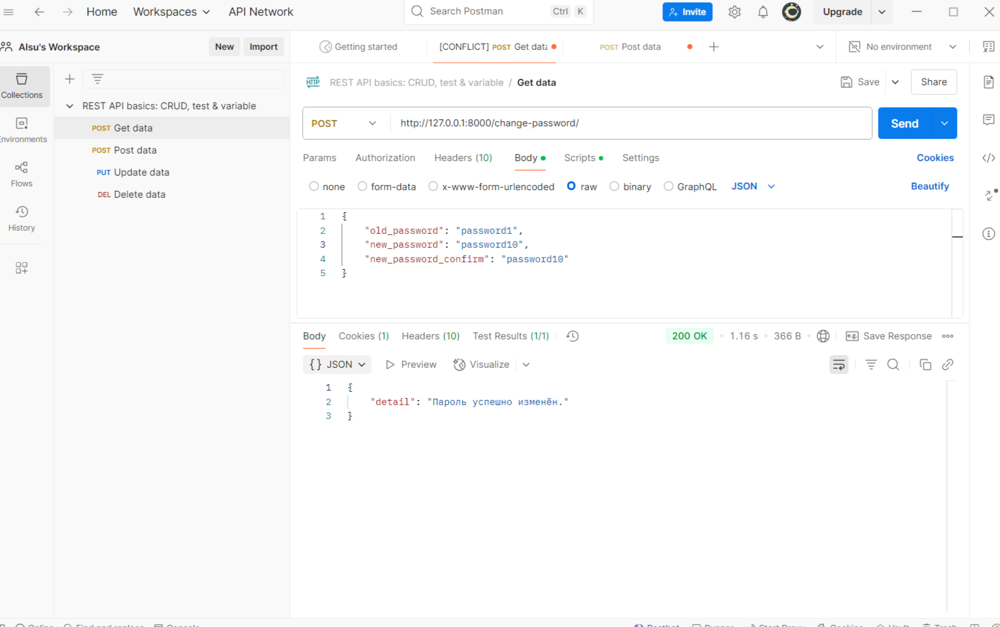 Home Workspaces API Network Search Postman Ctrl K Invite Upgrade
Alsu's Workspace New Import Getting started [CONFLICT] POST Get data POST Post data No environment
Collections
REST API basics: CRUD, test & variable / Get data Save Share
REST API basics: CRUD, test & variable
POST Get data
POST Post data
PUT Update data
DEL Delete data
Environments
Flows
History
POST http://127.0.0.1:8000/change-password/ Send
Params Authorization Headers (10) Body Scripts Settings Cookies
none form-data x-www-form-urlencoded raw binary GraphQL JSON Beautify
1 {
2 "old_password": "password1",
3 "new_password": "password10",
4 "new_password_confirm": "password10"
5 }
Body Cookies (1) Headers (10) Test Results (1/1) 200 OK 1.16 s 366 B e.g. Save Response
{} JSON Preview Visualize
1 {
2 "detail": "Пароль успешно изменён."
3 }